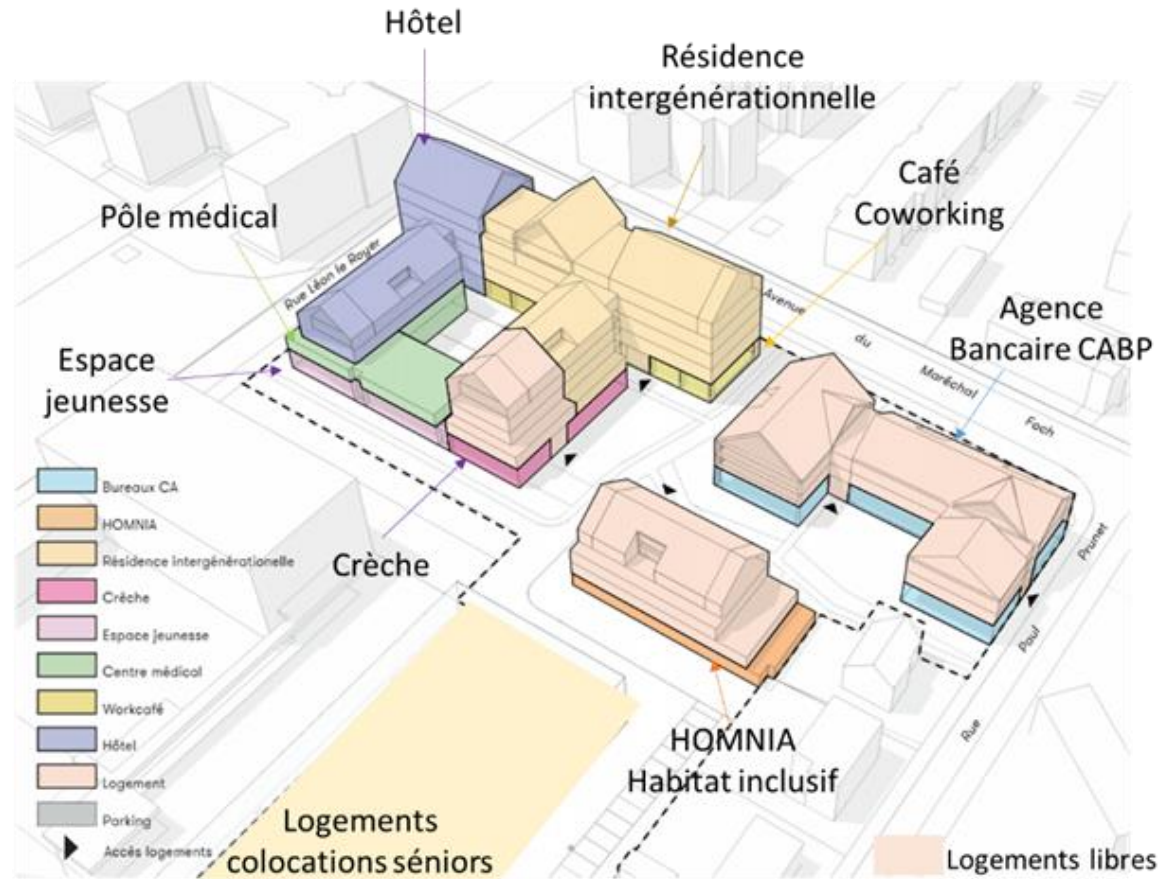 Hôtel
Résidence
intergénérationnelle
Café
Coworking
Pôle médical
Rue Léon le Royer
Avenue
du
Maréchal
Foch
Agence
Bancaire CABP
Espace
jeunesse
Crèche
Bureaux CA
HOMNIA
Résidence intergénérationelle
Crèche
Espace jeunesse
Centre médical
Workcafé
Hôtel
Logement
Parking
Accès logements
Rue
Paul
Prunet
HOMNIA
Habitat inclusif
Logements
colocations séniors
Logements libres